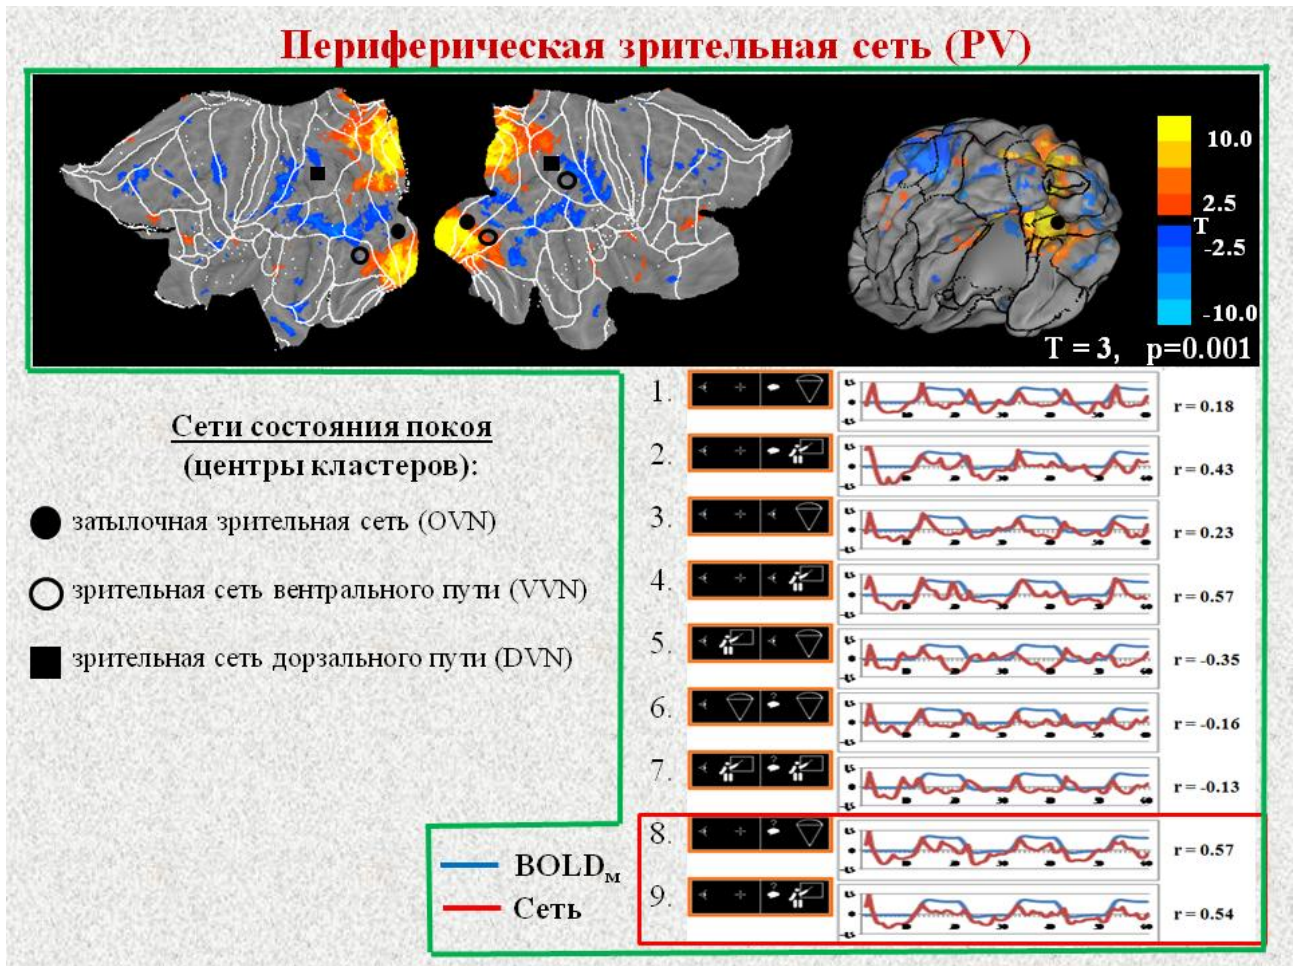 Периферическая зрительная сеть (PV)
10.0
2.5
T
-2.5
-10.0
T = 3, p=0.001
Сети состояния покоя
(центры кластеров):
затылочная зрительная сеть (OVN)
зрительная сеть вентрального пути (VVN)
зрительная сеть дорзального пути (DVN)
1.
r = 0.18
2.
r = 0.43
3.
r = 0.23
4.
r = 0.57
5.
r = -0.35
6.
r = -0.16
7.
r = -0.13
8.
r = 0.57
9.
r = 0.54
BOLDм
Сеть